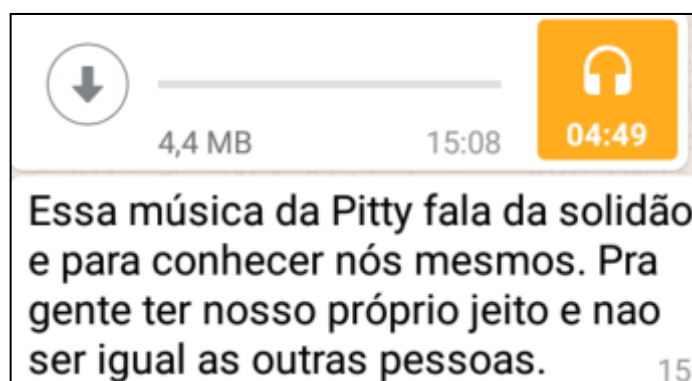 4,4 MB 15:08 04:49
Essa música da Pitty fala da solidão
e para conhecer nós mesmos. Pra
gente ter nosso próprio jeito e nao
ser igual as outras pessoas. 15